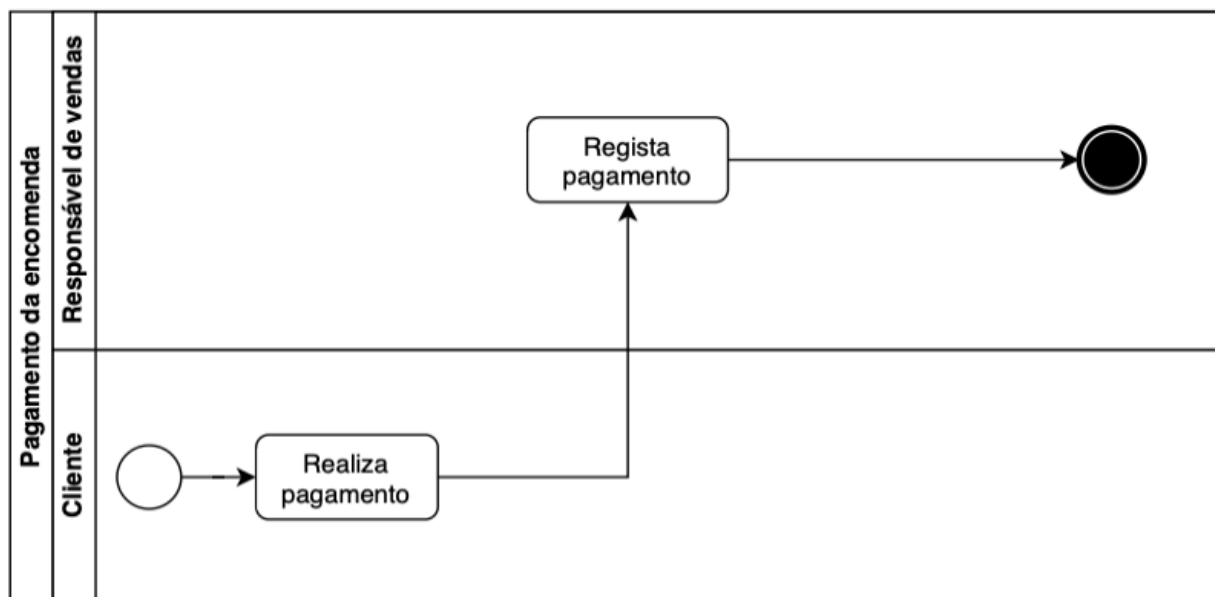 Pagamento da encomenda
Responsável de vendas
Regista
pagamento
Cliente
Realiza
pagamento